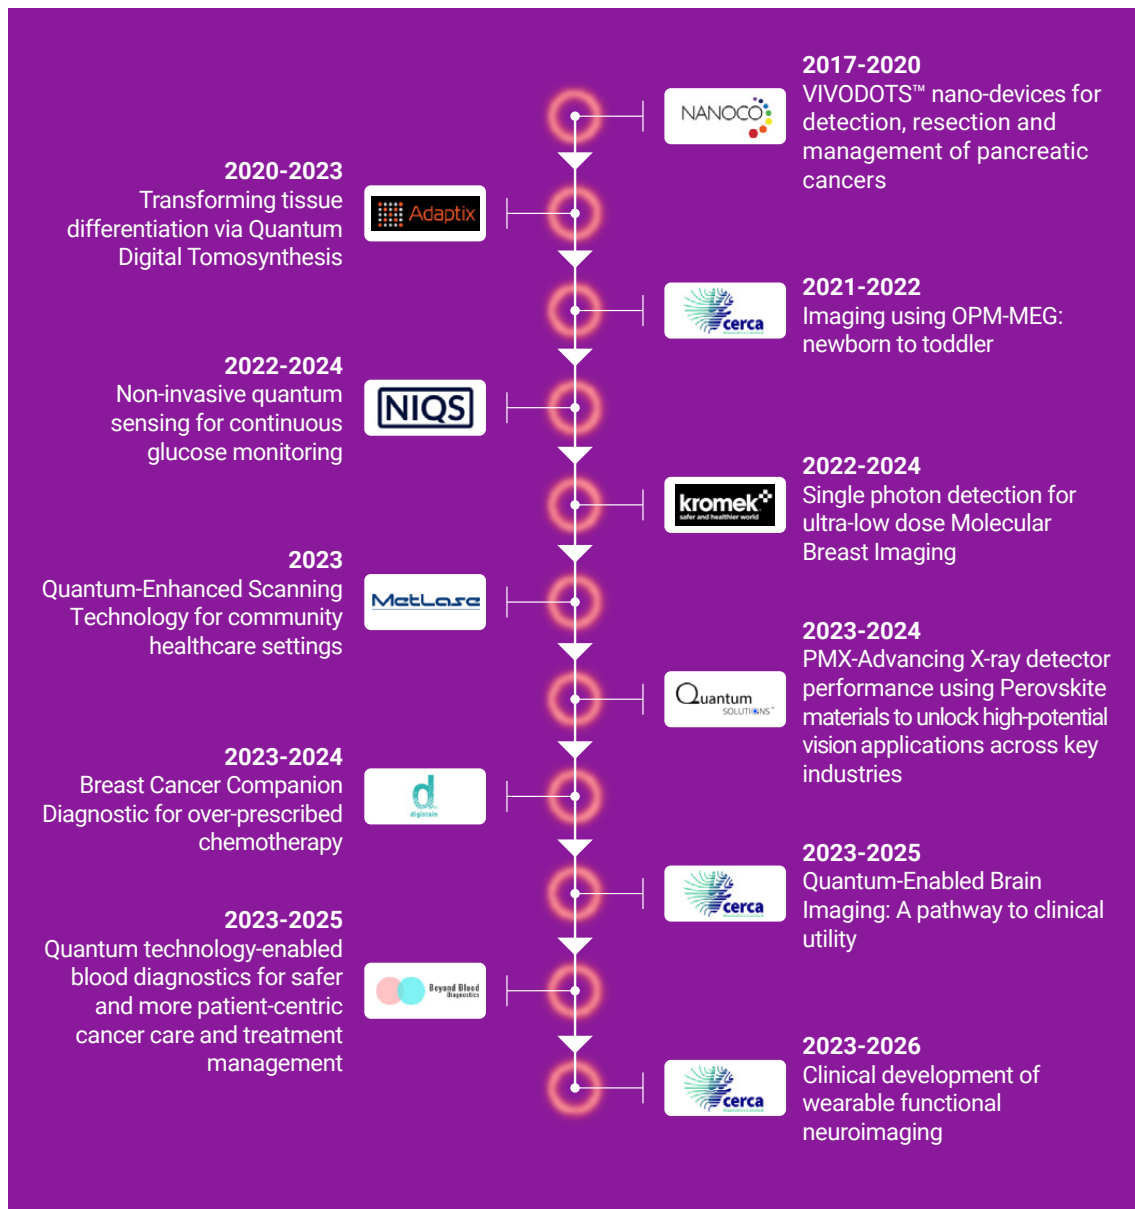 2017-2020
VIVODOTS™ nano-devices for
detection, resection and
management of pancreatic
cancers
NANOCO
2020-2023
Transforming tissue
differentiation via Quantum
Digital Tomosynthesis
Adaptix
2021-2022
Imaging using OPM-MEG:
newborn to toddler
cerca
2022-2024
Non-invasive quantum
sensing for continuous
glucose monitoring
NIQS
2022-2024
Single photon detection for
ultra-low dose Molecular
Breast Imaging
kromek
safer and healthier world
2023
Quantum-Enhanced Scanning
Technology for community
healthcare settings
MetLase
2023-2024
PMX-Advancing X-ray detector
performance using Perovskite
materials to unlock high-potential
vision applications across key
industries
Quantum
SOLUTIONS™
2023-2024
Breast Cancer Companion
Diagnostic for over-prescribed
chemotherapy
d
digistain
2023-2025
Quantum-Enabled Brain
Imaging: A pathway to clinical
utility
cerca
2023-2025
Quantum technology-enabled
blood diagnostics for safer
and more patient-centric
cancer care and treatment
management
Beyond Blood
Diagnostics
2023-2026
Clinical development of
wearable functional
neuroimaging
cerca